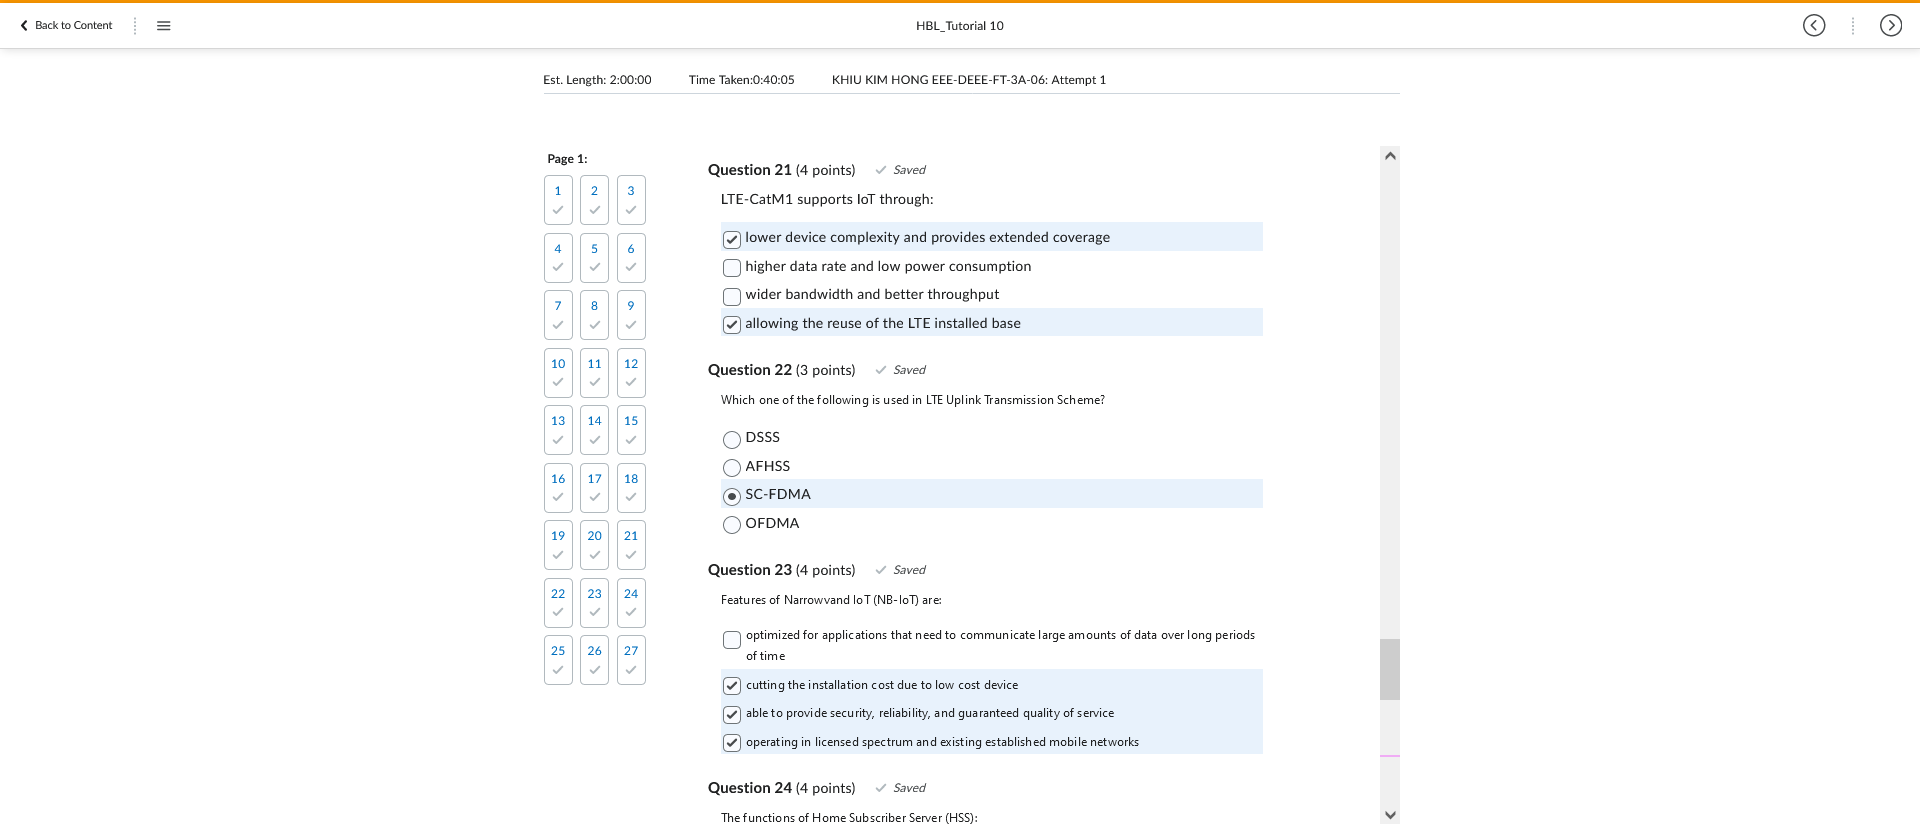 Back to Content
HBL_Tutorial 10
Est. Length: 2:00:00 Time Taken:0:40:05 KHIU KIM HONG EEE-DEEE-FT-3A-06: Attempt 1
Page 1:
1 2 3
4 5 6
7 8 9
10 11 12
13 14 15
16 17 18
19 20 21
22 23 24
25 26 27
Question 21 (4 points) Saved
LTE-CatM1 supports IoT through:
lower device complexity and provides extended coverage
higher data rate and low power consumption
wider bandwidth and better throughput
allowing the reuse of the LTE installed base
Question 22 (3 points) Saved
Which one of the following is used in LTE Uplink Transmission Scheme?
DSSS
AFHSS
SC-FDMA
OFDMA
Question 23 (4 points) Saved
Features of Narrowvand IoT (NB-IoT) are:
optimized for applications that need to communicate large amounts of data over long periods
of time
cutting the installation cost due to low cost device
able to provide security, reliability, and guaranteed quality of service
operating in licensed spectrum and existing established mobile networks
Question 24 (4 points) Saved
The functions of Home Subscriber Server (HSS):